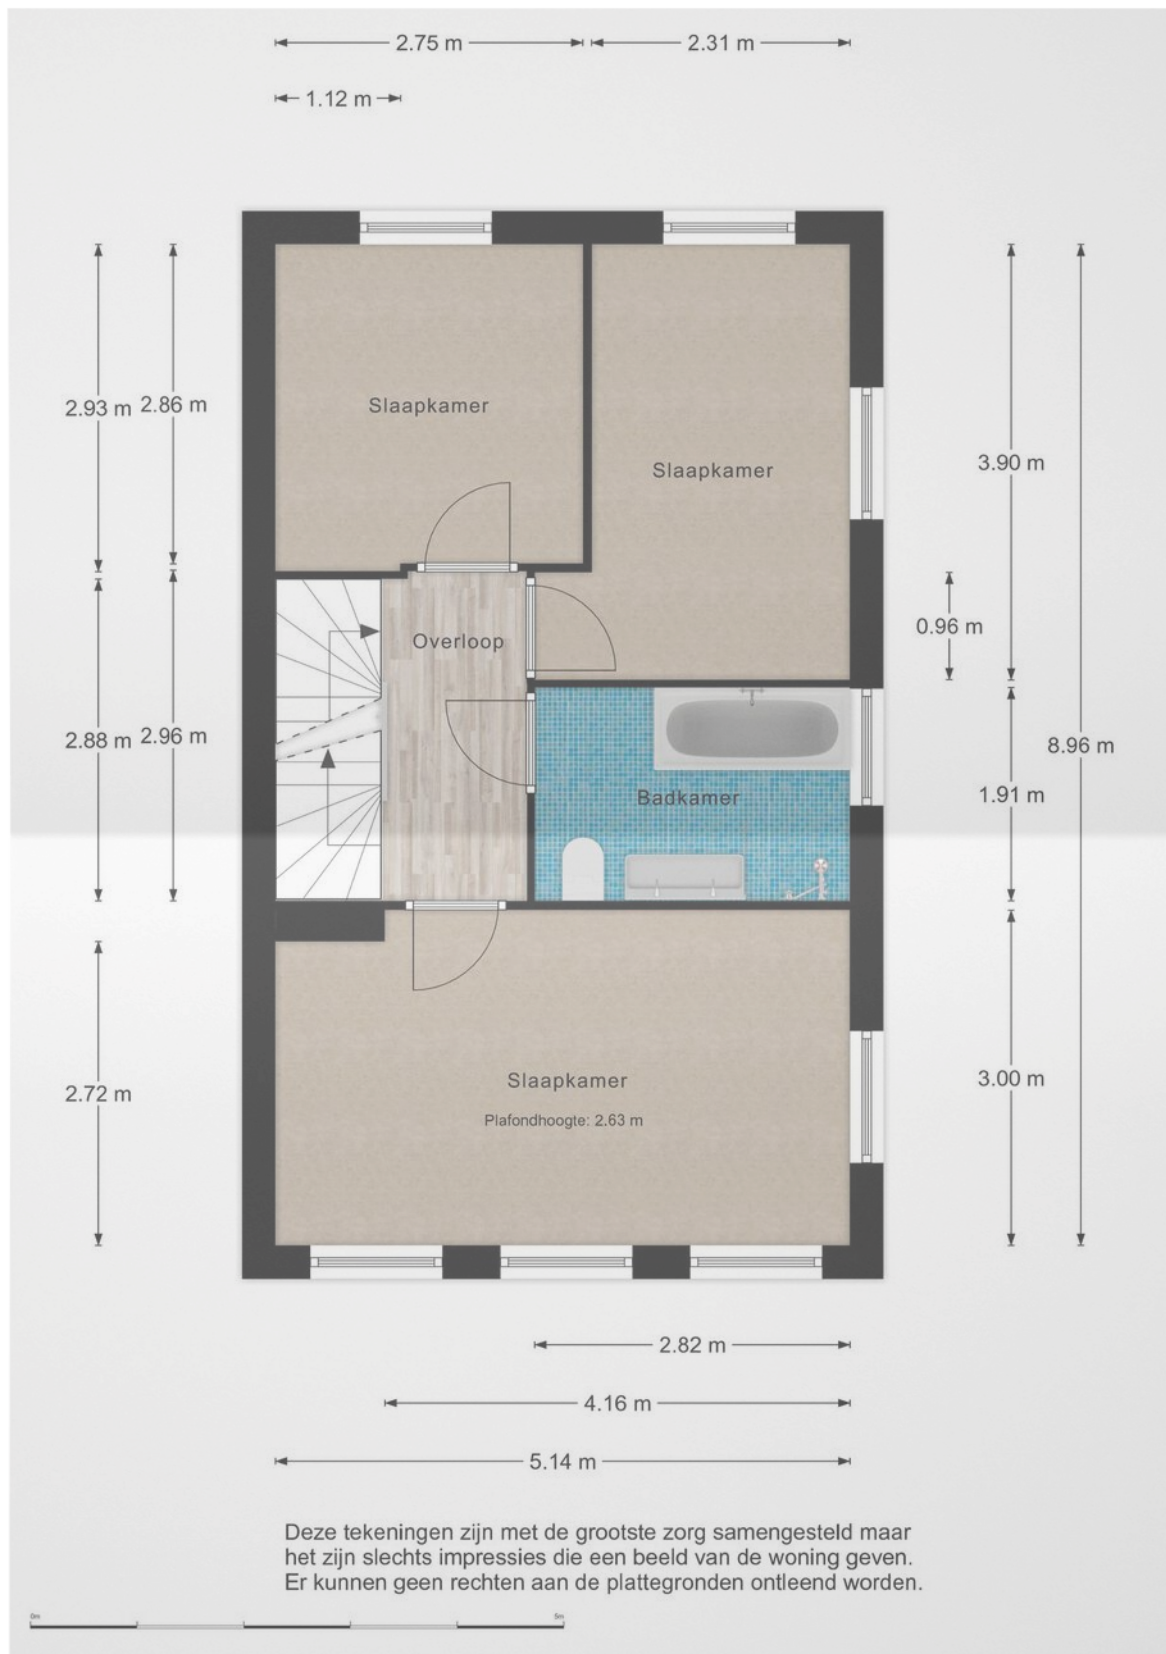 2.75 m 2.31 m
1.12 m
2.93 m 2.86 m
Slaapkamer
Slaapkamer
3.90 m
Overloop
0.96 m
2.88 m 2.96 m
8.96 m
Badkamer
1.91 m
Slaapkamer
Plafondhoogte: 2.63 m
2.72 m
3.00 m
2.82 m
4.16 m
5.14 m
Deze tekeningen zijn met de grootste zorg samengesteld maar
het zijn slechts impressies die een beeld van de woning geven.
Er kunnen geen rechten aan de plattegronden ontleend worden.
0m 5m